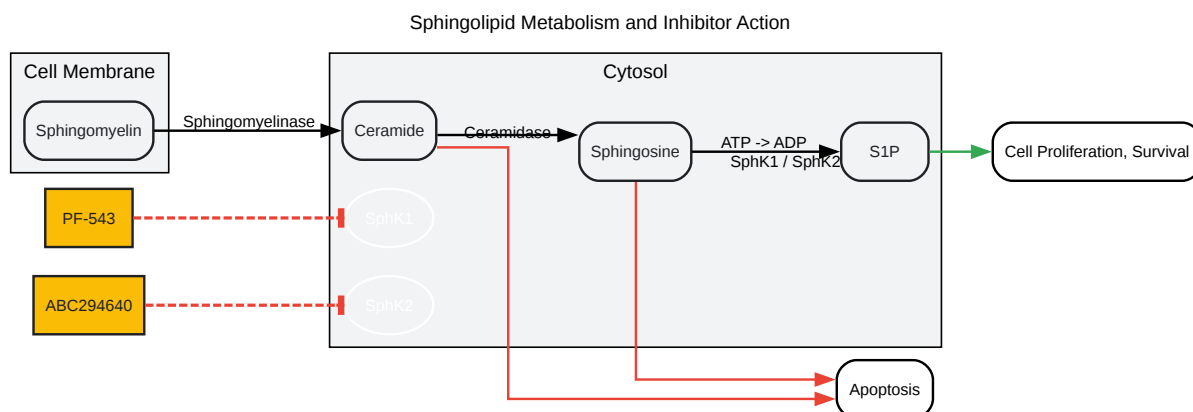 Sphingolipid Metabolism and Inhibitor Action
Cell Membrane
Cytosol
Sphingomyelin
Sphingomyelinase
Ceramide
Ceramidase
Sphingosine
ATP -> ADP
SphK1 / SphK2
S1P
Cell Proliferation, Survival
PF-543
SphK1
ABC294640
SphK2
Apoptosis